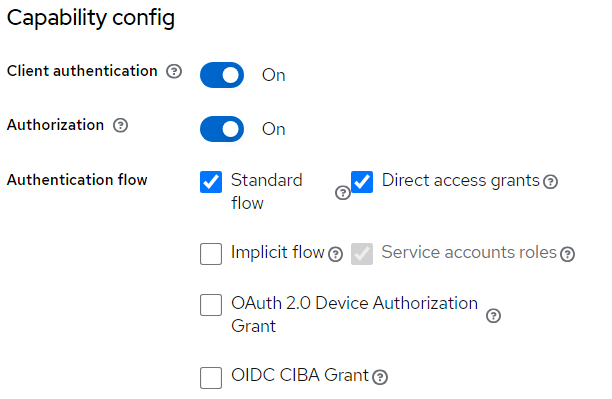 Capability config
Client authentication
On
Authorization
On
Authentication flow
Standard flow
Direct access grants
Implicit flow
Service accounts roles
OAuth 2.0 Device Authorization
Grant
OIDC CIBA Grant